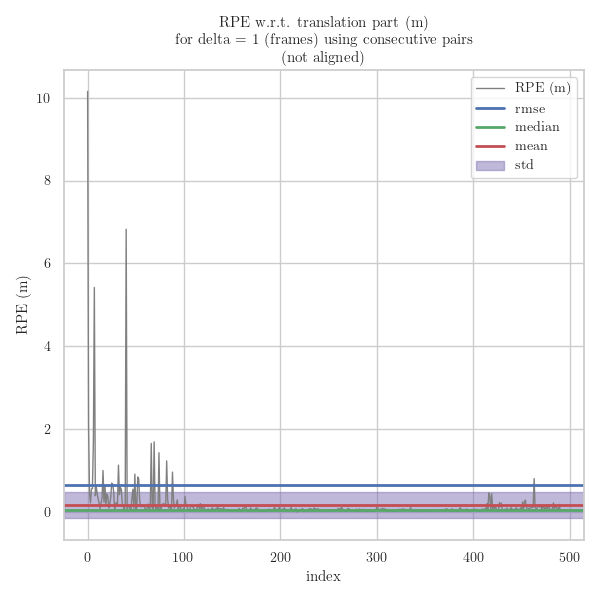 RPE w.r.t. translation part (m)
for delta = 1 (frames) using consecutive pairs
(not aligned)
RPE (m)
rmse
median
mean
std
10
8
6
4
2
0
RPE (m)
0
100
200
300
400
500
index